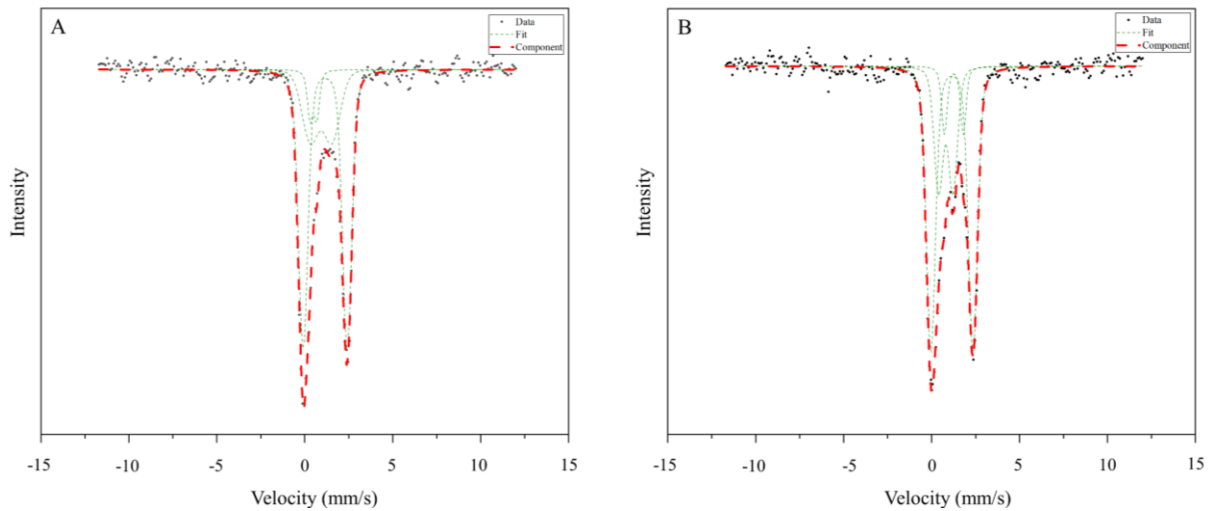 A
Data
Fit
Component
Intensity
-15
-10
-5
0
5
10
15
Velocity (mm/s)
B
Data
Fit
Component
Intensity
-15
-10
-5
0
5
10
15
Velocity (mm/s)